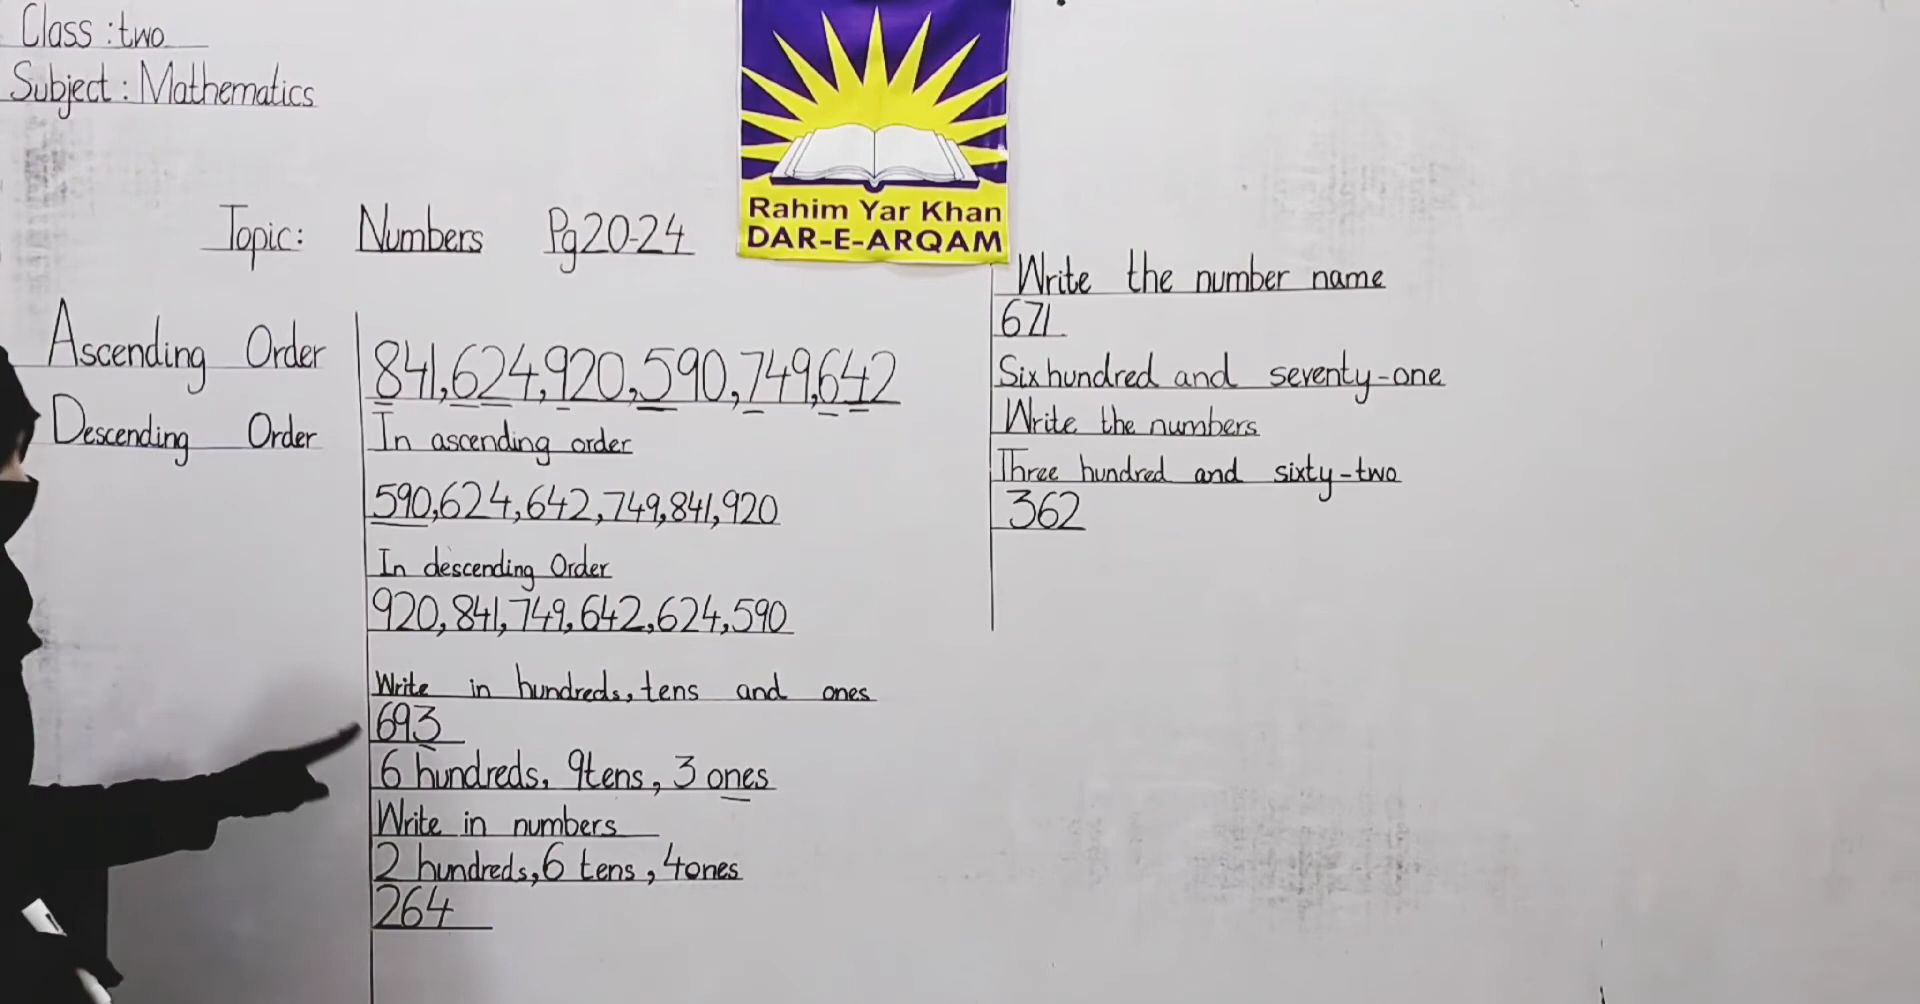 Class : two
Subject : Mathematics
Rahim Yar Khan
DAR-E-ARQAM
Topic: Numbers Pg20-24
Ascending Order
Descending Order
841,624,920,590,749,642
In ascending order
590,624,642,749,841,920
In descending Order
920,841,749,642,624,590
Write in hundreds, tens and ones
693
6 hundreds, 9tens, 3 ones
Write in numbers
2 hundreds, 6 tens, 4ones
264
Write the number name
671
Six hundred and seventy-one
Write the numbers
Three hundred and sixty-two
362